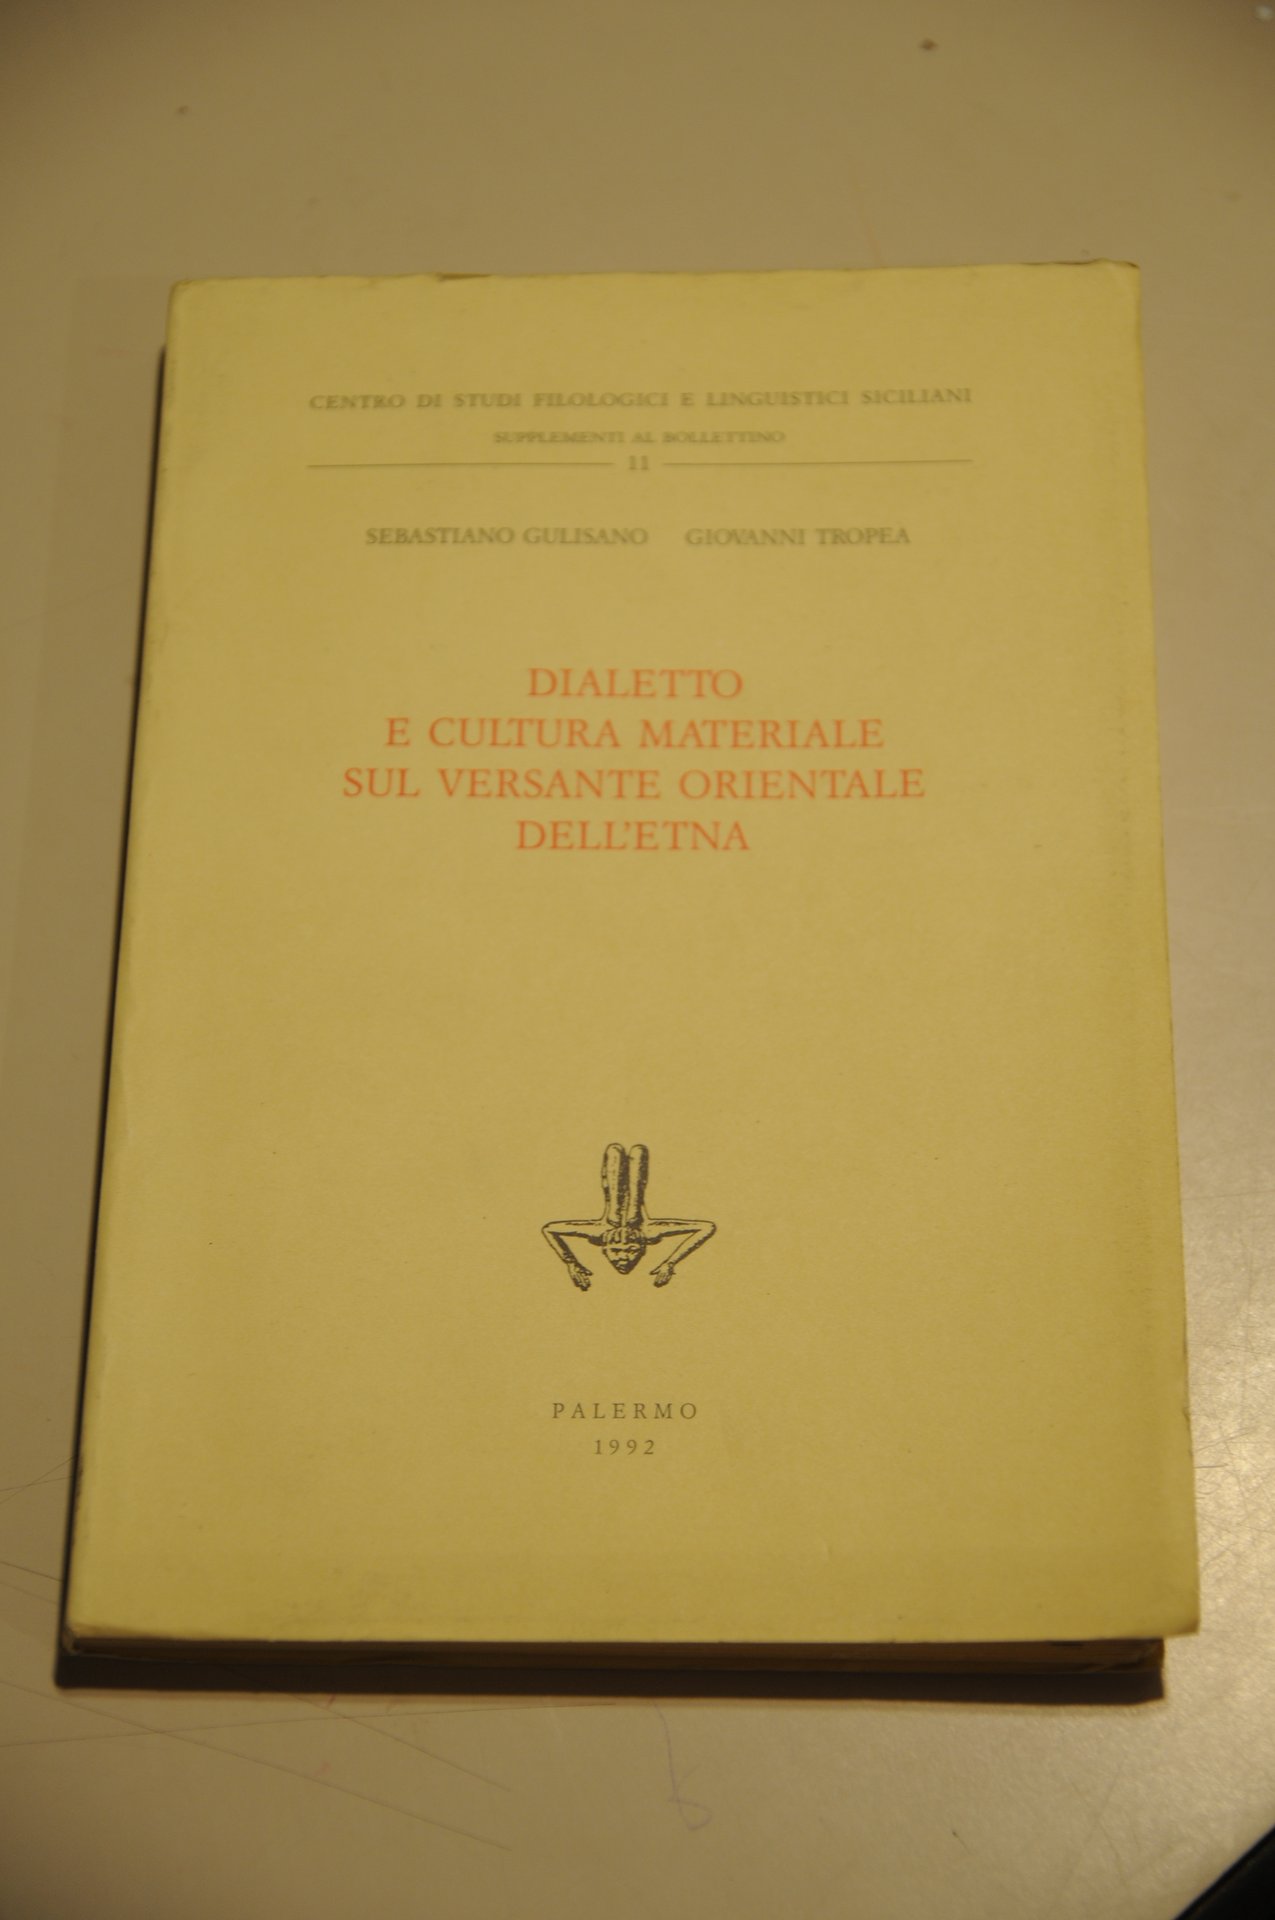 CENTRO DI STUDI FILOLOGICI E LINGUISTICI SICILIANI
SUPPLEMENTI AL BOLLETTINO
11
SEBASTIANO GULISANO GIOVANNI TROPEA
DIALETTO
E CULTURA MATERIALE
SUL VERSANTE ORIENTALE
DELL'ETNA
PALERMO
1992